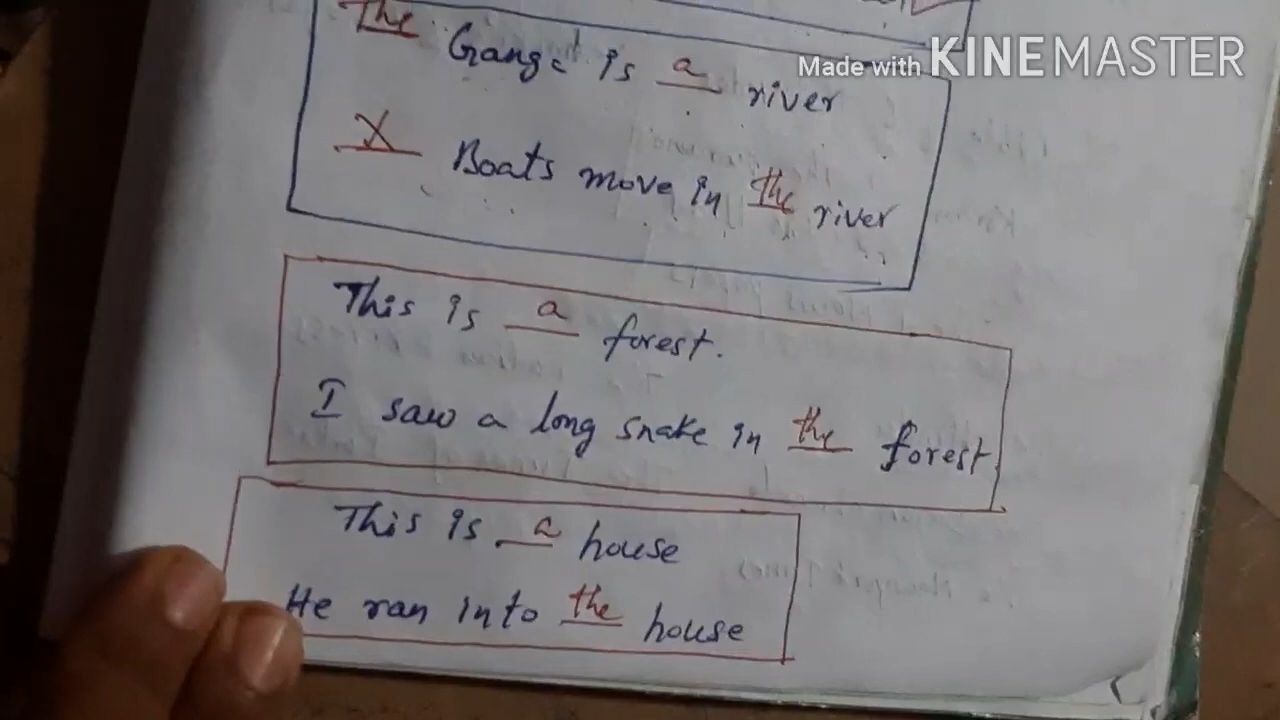 Made with KINEMASTER
The Gange is a river
X Boats move in the river
This is a forest.
I saw a long snake in the forest.
This is a house
He ran into the house